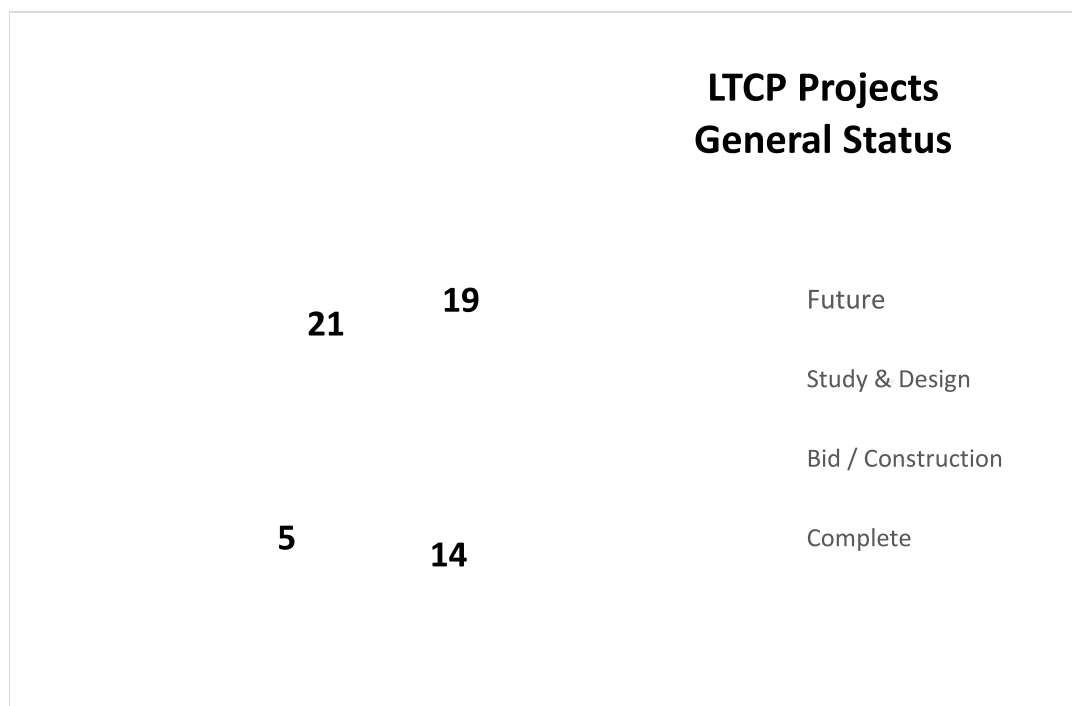 LTCP Projects
General Status
19
21
Future
Study & Design
Bid / Construction
5
Complete
14